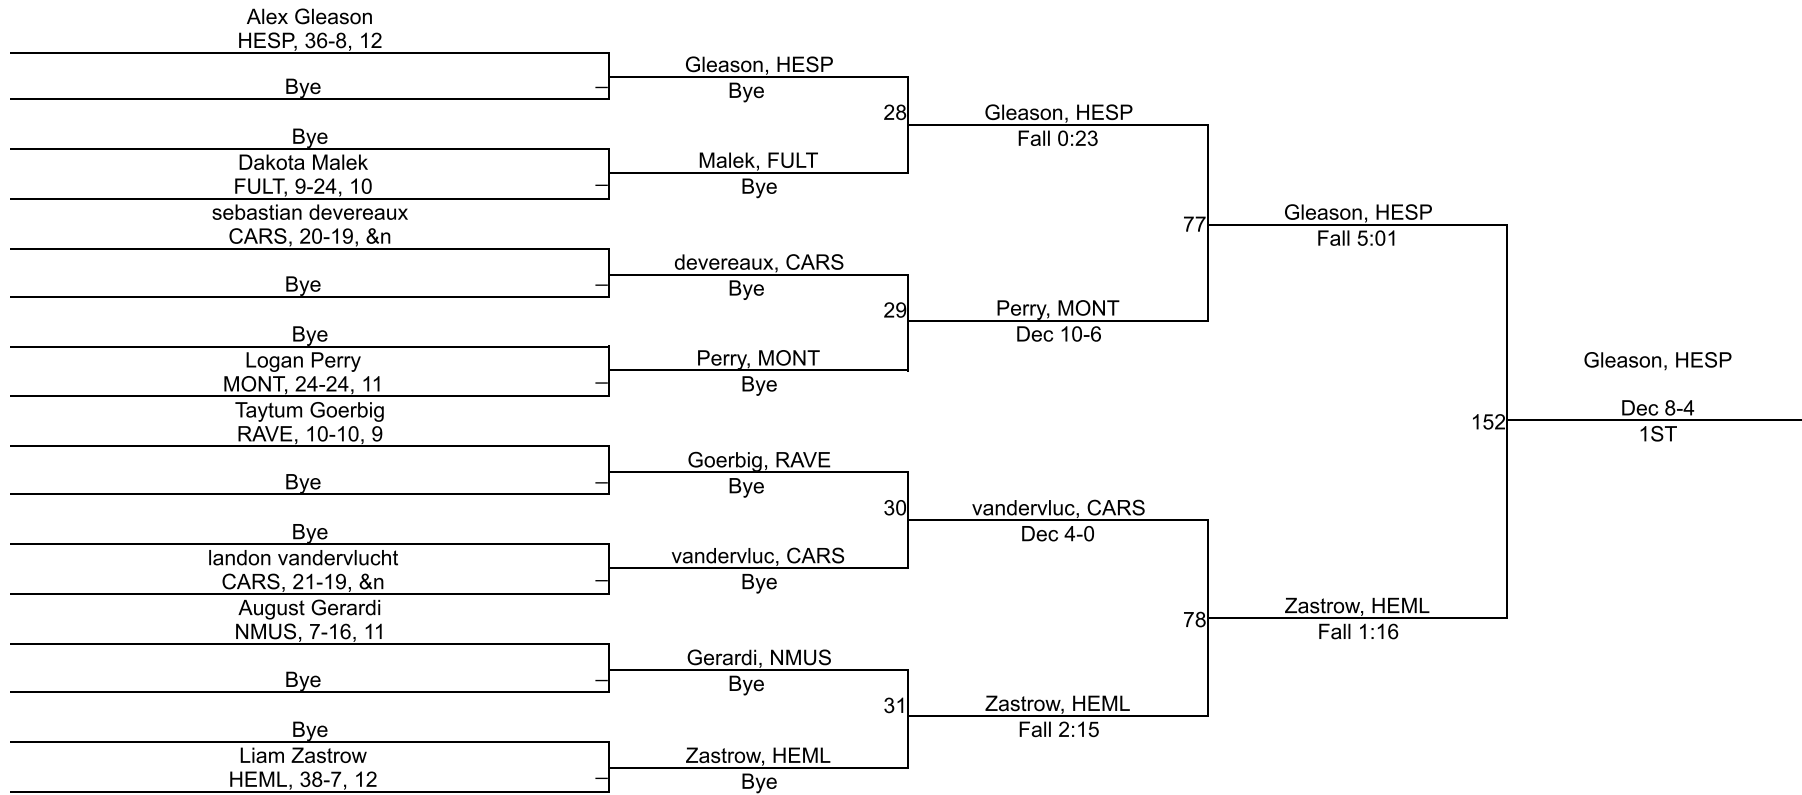 Alex Gleason
HESP, 36-8, 12
Bye
Bye
Dakota Malek
FULT, 9-24, 10
sebastian devereaux
CARS, 20-19, &n
Bye
Bye
Logan Perry
MONT, 24-24, 11
Taytum Goerbig
RAVE, 10-10, 9
Bye
Bye
landon vandervlucht
CARS, 21-19, &n
August Gerardi
NMUS, 7-16, 11
Bye
Bye
Liam Zastrow
HEML, 38-7, 12
Gleason, HESP
Bye
28
Malek, FULT
Bye
devereaux, CARS
Bye
29
Perry, MONT
Bye
Goerbig, RAVE
Bye
30
vandervluc, CARS
Bye
Gerardi, NMUS
Bye
31
Zastrow, HEML
Bye
Gleason, HESP
Fall 0:23
77
Perry, MONT
Dec 10-6
vandervluc, CARS
Dec 4-0
78
Zastrow, HEML
Fall 2:15
Gleason, HESP
Fall 5:01
152
Zastrow, HEML
Fall 1:16
Gleason, HESP
Dec 8-4
1ST